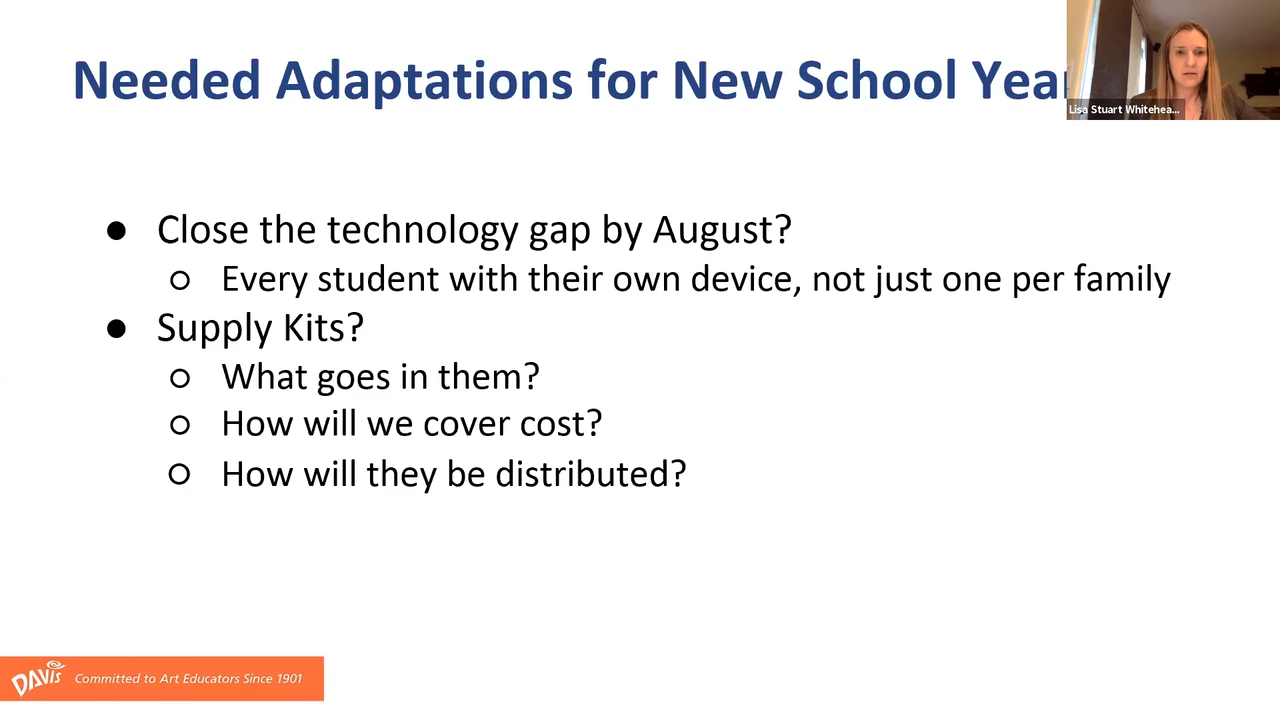 Needed Adaptations for New School Year
Lisa Stuart Whitehea...
● Close the technology gap by August?
○ Every student with their own device, not just one per family
● Supply Kits?
○ What goes in them?
○ How will we cover cost?
○ How will they be distributed?
DAVIS Committed to Art Educators Since 1901